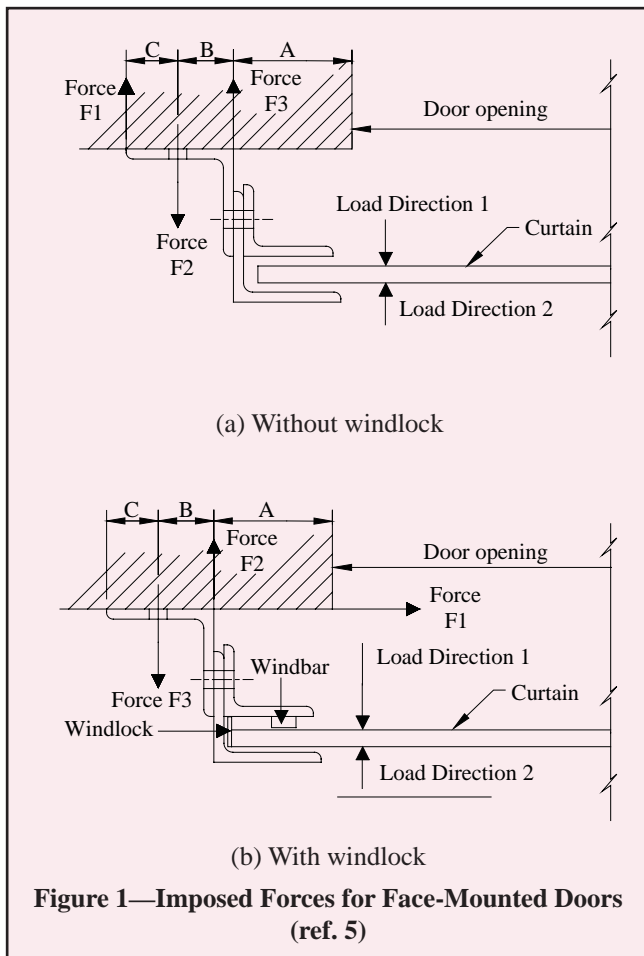 C B A
Force
F1
Force
F3
Door opening
Force
F2
Load Direction 1
Curtain
Load Direction 2
(a) Without windlock
C B A
Force
F2
Door opening
Force
F1
Load Direction 1
Windbar
Force F3
Curtain
Windlock
Load Direction 2
(b) With windlock
Figure 1—Imposed Forces for Face-Mounted Doors
(ref. 5)